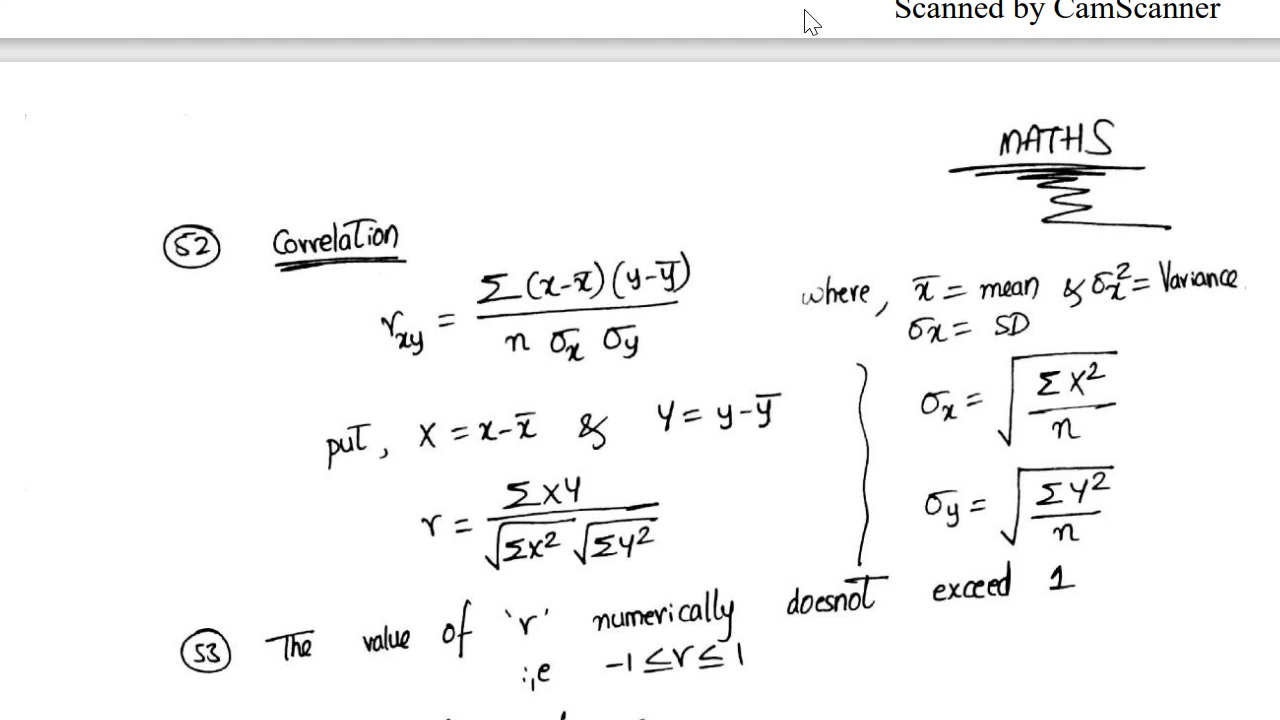 Scanned by CamScanner
MATHS
52 Correlation
r_xy = Σ(x-x̄)(y-ȳ) / n σx σy
where, x̄ = mean & σx² = Variance
σx = SD
put, X = x-x̄ & Y = y-ȳ
σx = √(ΣX² / n)
r = ΣXY / √ΣX² √ΣY²
σy = √(ΣY² / n)
53 The value of 'r' numerically doesnot exceed 1
i,e -1 ≤ r ≤ 1